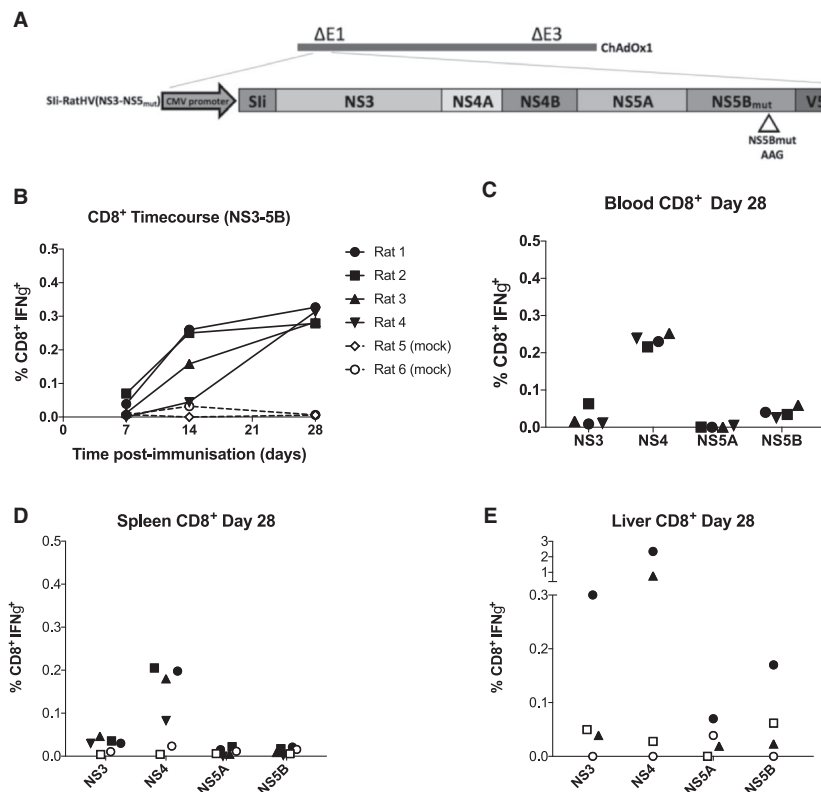 A
ΔE1 ΔE3
ChAdOx1
SIi-RatHV(NS3-NS5mut)
CMV promoter
SIi NS3 NS4A NS4B NS5A NS5Bmut V5
NS5Bmut
AAG
B
CD8+ Timecourse (NS3-5B)
% CD8+ IFNg+
0.5
0.4
0.3
0.2
0.1
0.0
0 7 14 21 28
Time post-immunisation (days)
Rat 1
Rat 2
Rat 3
Rat 4
Rat 5 (mock)
Rat 6 (mock)
C
Blood CD8+ Day 28
% CD8+ IFNg+
0.5
0.4
0.3
0.2
0.1
0.0
NS3 NS4 NS5A NS5B
D
Spleen CD8+ Day 28
% CD8+ IFNg+
0.5
0.4
0.3
0.2
0.1
0.0
NS3 NS4 NS5A NS5B
E
Liver CD8+ Day 28
% CD8+ IFNg+
3
2
1
0.3
0.2
0.1
0.0
NS3 NS4 NS5A NS5B